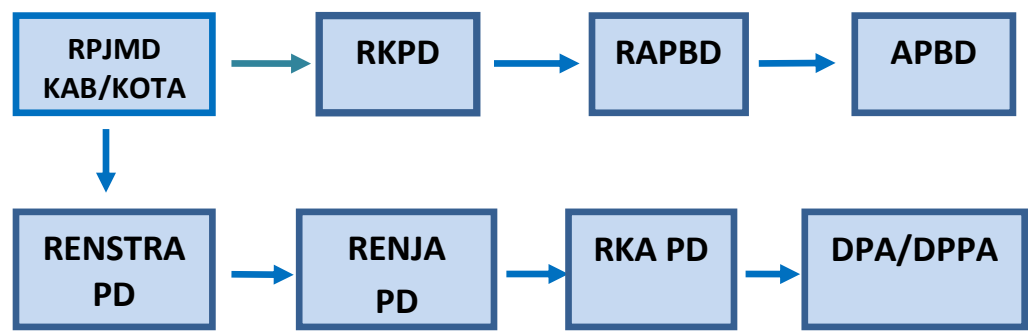 RPJMD
KAB/KOTA
RKPD
RAPBD
APBD
RENSTRA
PD
RENJA
PD
RKA PD
DPA/DPPA